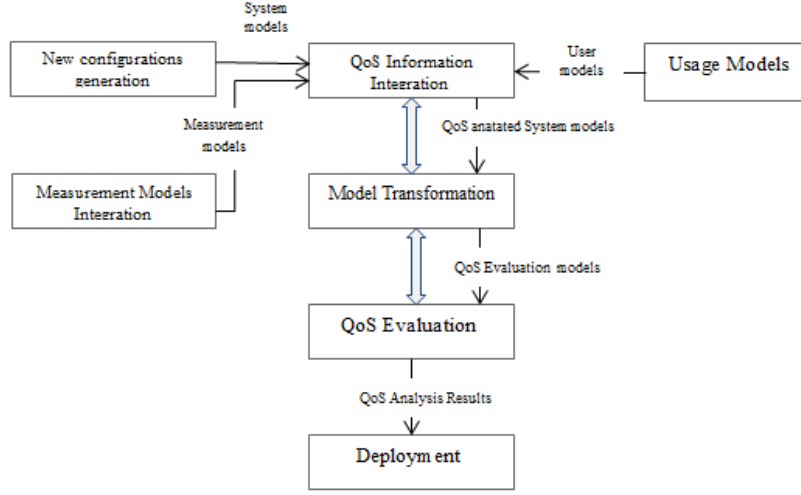 System
models
New configurations
generation
QoS Information
Integration
User
models
Usage Models
Measurement
models
QoS anatated System models
Measurement Models
Integration
Model Transformation
QoS Evaluation models
QoS Evaluation
QoS Analysis Results
Deployment